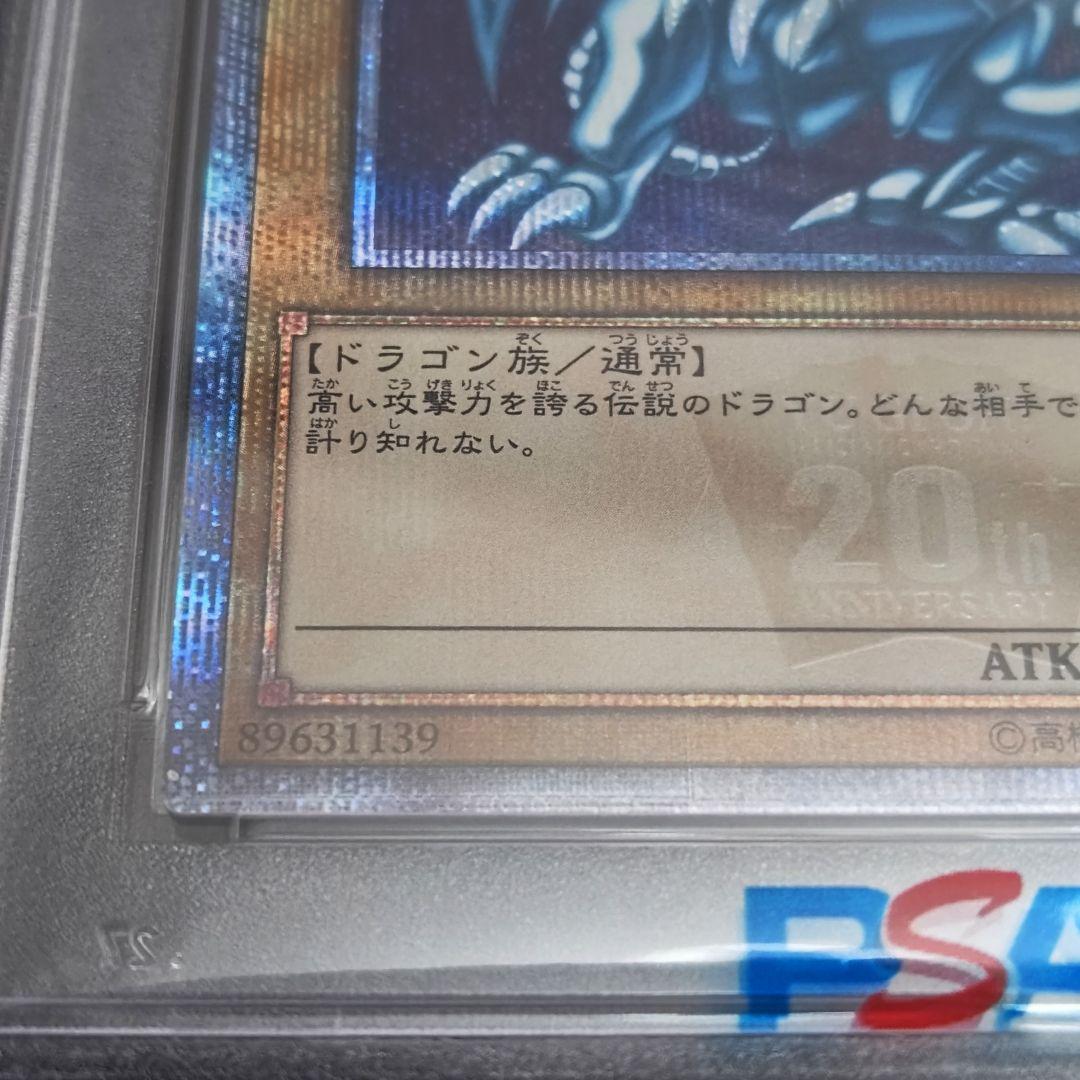 【ドラゴン族／通常】
高い攻撃力を誇る伝説のドラゴン。どんな相手で
計り知れない。
20th
ANNIVERSARY
ATK
89631139
©高橋
PSA